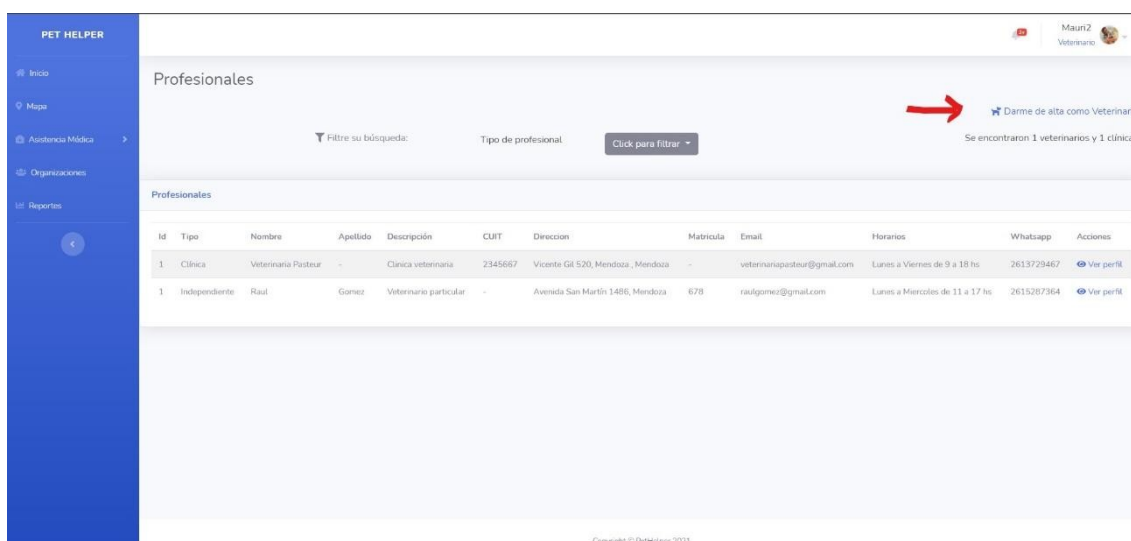 PET HELPER
Mauri2
Veterinario
Inicio
Profesionales
Mapa
Darme de alta como Veterinar
Asistencia Médica
Filtre su búsqueda:
Tipo de profesional
Click para filtrar
Se encontraron 1 veterinarios y 1 clínica
Organizaciones
Profesionales
Reportes
Id Tipo Nombre Apellido Descripción CUIT Direccion Matricula Email Horarios Whatsapp Acciones
1 Clínica Veterinaria Pasteur - Clinica veterinaria 2345667 Vicente Gil 520, Mendoza , Mendoza - veterinariapasteur@gmail.com Lunes a Viernes de 9 a 18 hs 2613729467 Ver perfil
1 Independiente Raul Gomez Veterinario particular - Avenida San Martín 1486, Mendoza 678 raulgomez@gmail.com Lunes a Miercoles de 11 a 17 hs 2615287364 Ver perfil
Copyright © PetHelper 2021